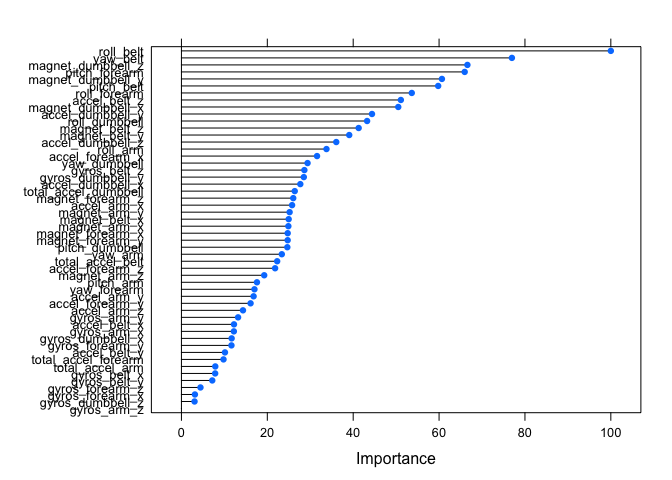 roll_belt
yaw_belt
magnet_dumbbell_z
pitch_forearm
magnet_dumbbell_y
pitch_belt
roll_forearm
accel_belt_z
magnet_dumbbell_x
accel_dumbbell_y
roll_dumbbell
magnet_belt_z
magnet_belt_y
accel_dumbbell_z
roll_arm
accel_forearm_x
yaw_dumbbell
gyros_belt_z
gyros_dumbbell_y
accel_dumbbell_x
total_accel_dumbbell
magnet_forearm_z
accel_arm_x
magnet_arm_y
magnet_belt_x
magnet_arm_x
magnet_forearm_x
magnet_forearm_y
pitch_dumbbell
yaw_arm
total_accel_belt
accel_forearm_z
magnet_arm_z
pitch_arm
yaw_forearm
accel_arm_y
accel_forearm_y
accel_arm_z
gyros_arm_y
accel_belt_x
gyros_arm_x
gyros_dumbbell_x
gyros_forearm_y
accel_belt_y
total_accel_forearm
total_accel_arm
gyros_belt_x
gyros_belt_y
gyros_forearm_z
gyros_forearm_x
gyros_dumbbell_z
gyros_arm_z
0 20 40 60 80 100
Importance